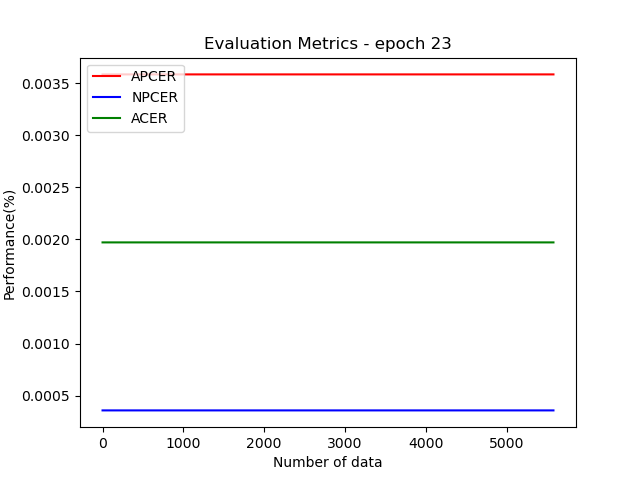 Evaluation Metrics - epoch 23
Performance(%)
0.0035
0.0030
0.0025
0.0020
0.0015
0.0010
0.0005
APCER
NPCER
ACER
0 1000 2000 3000 4000 5000
Number of data